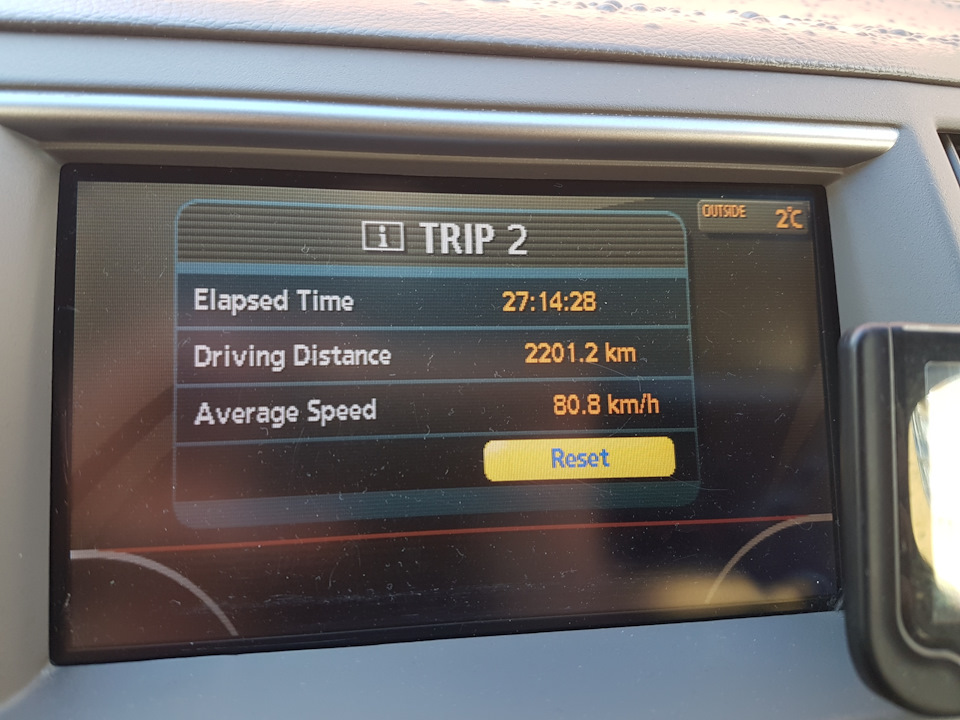 TRIP 2
OUTSIDE 2°C
Elapsed Time 27:14:28
Driving Distance 2201.2 km
Average Speed 80.8 km/h
Reset